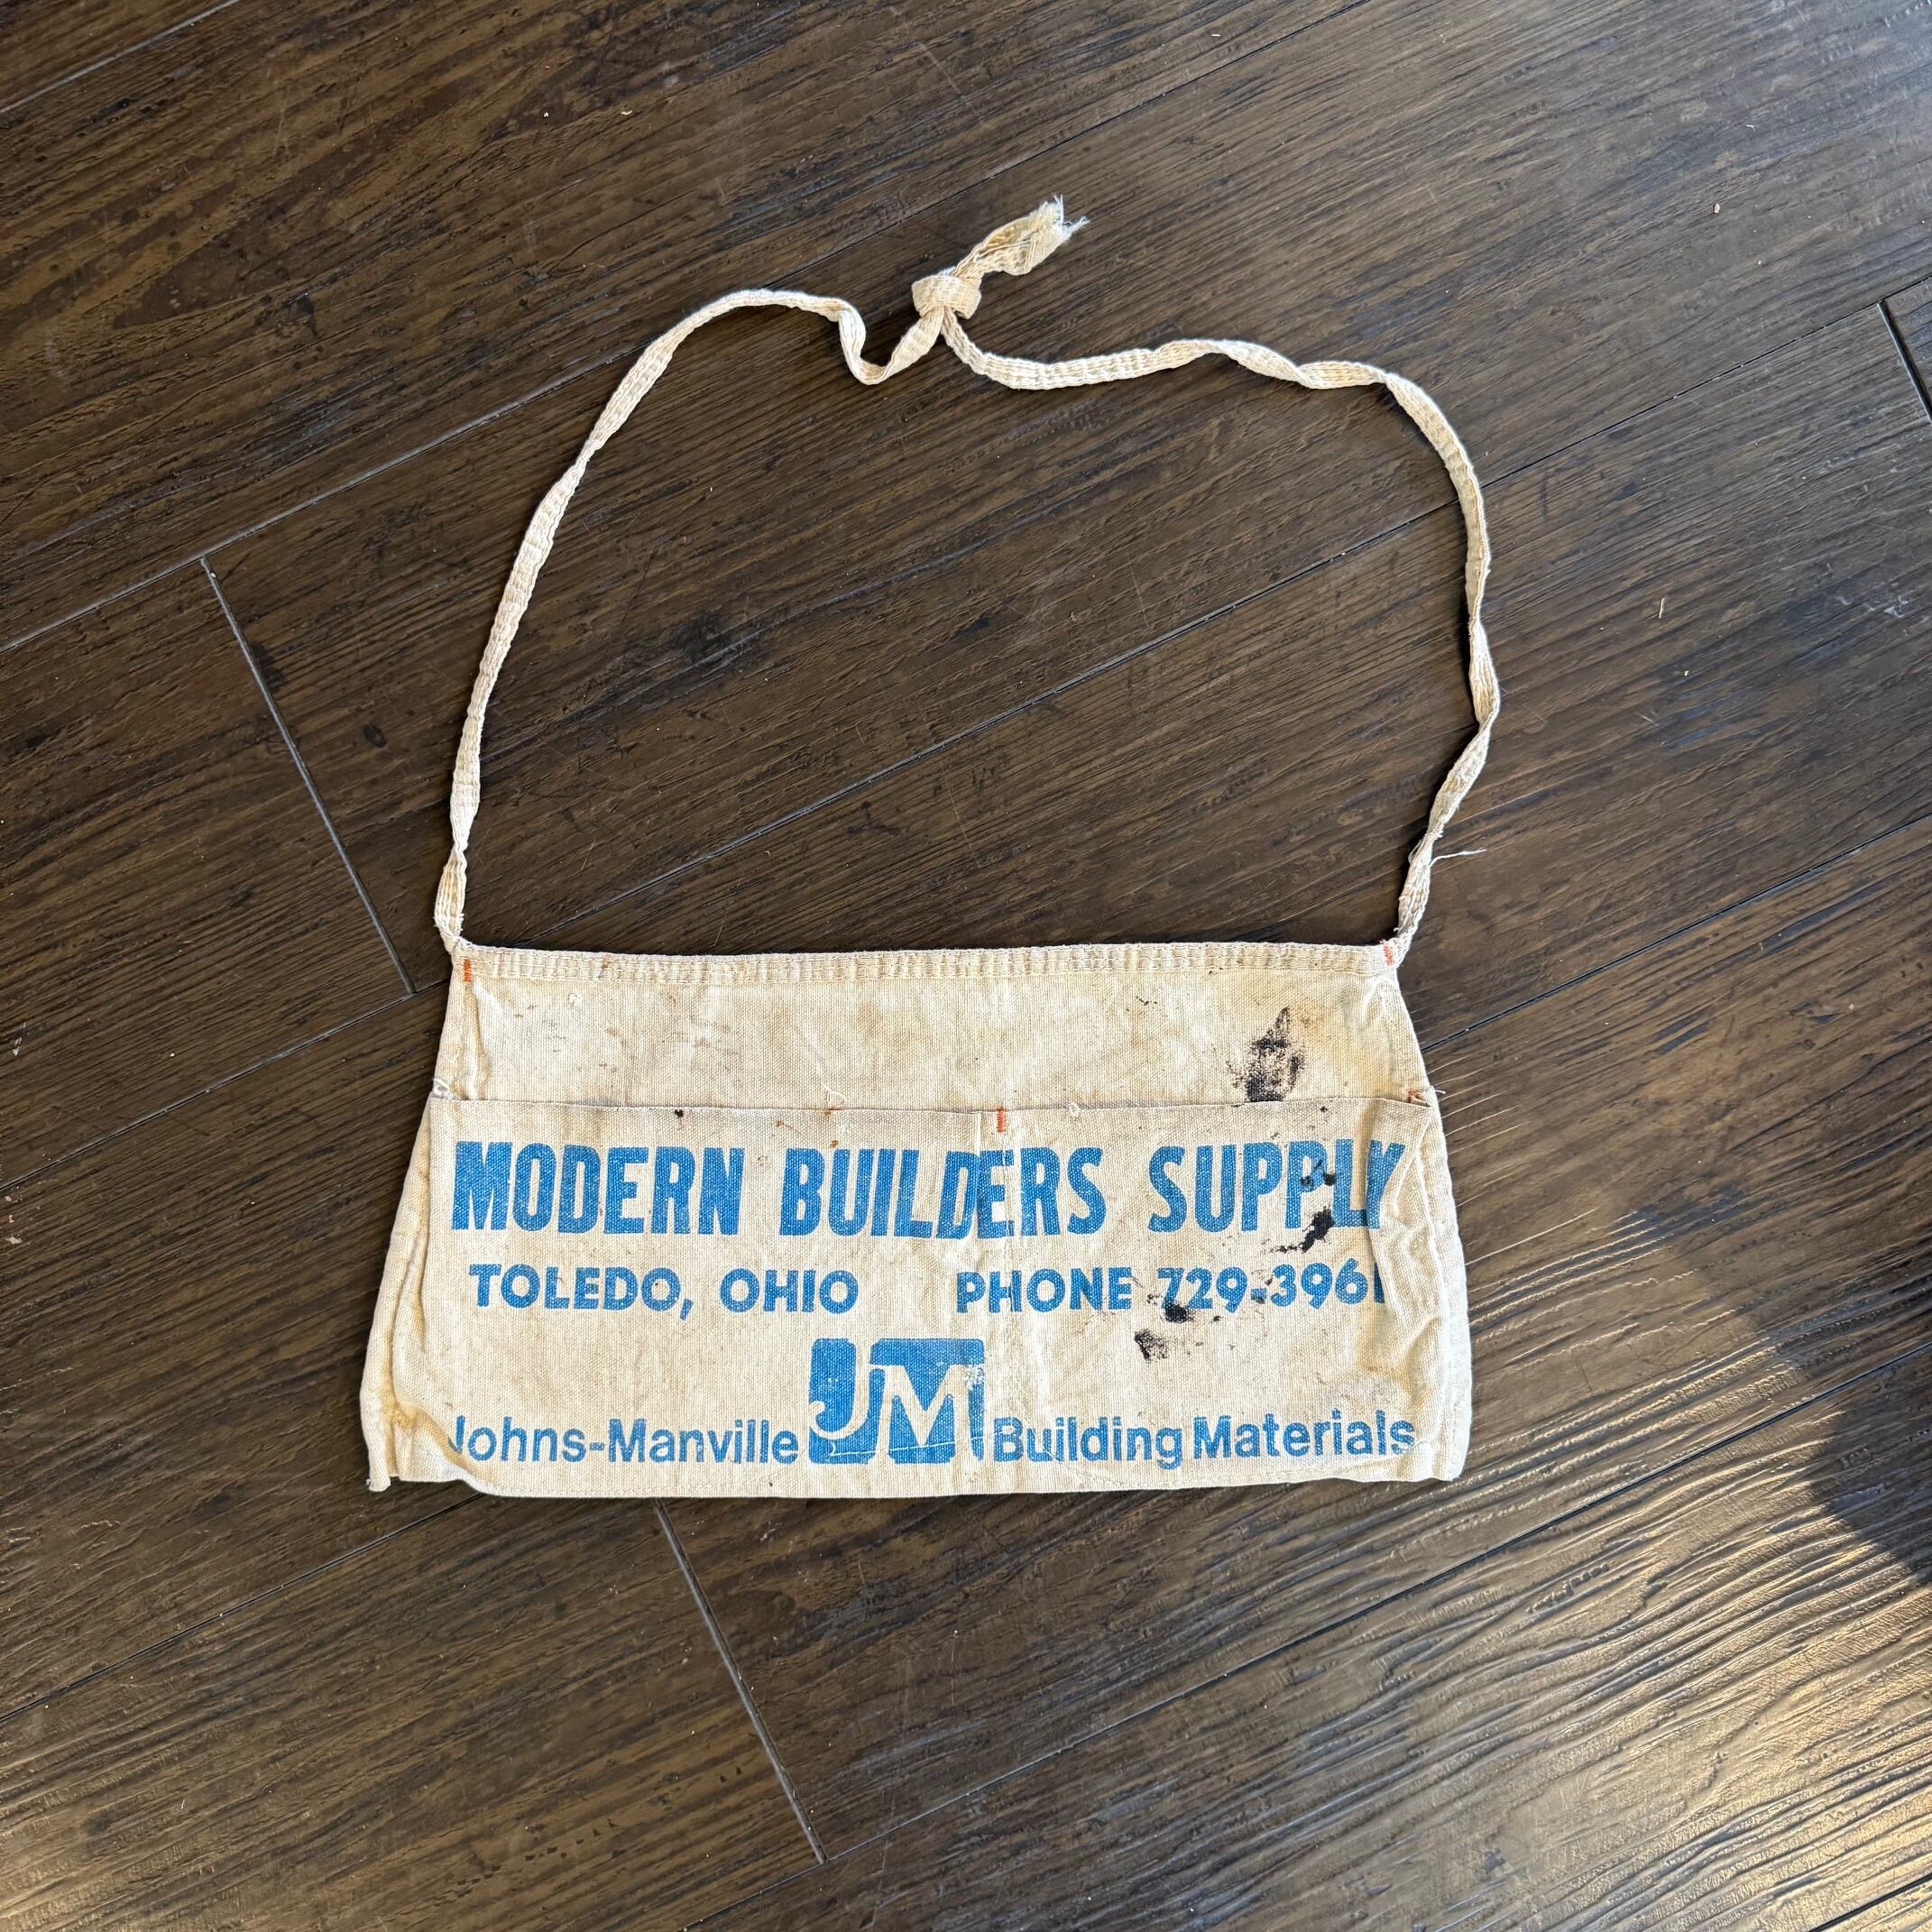 MODERN BUILDERS SUPPLY
TOLEDO, OHIO PHONE 729-3961
Johns-Manville JM Building Materials